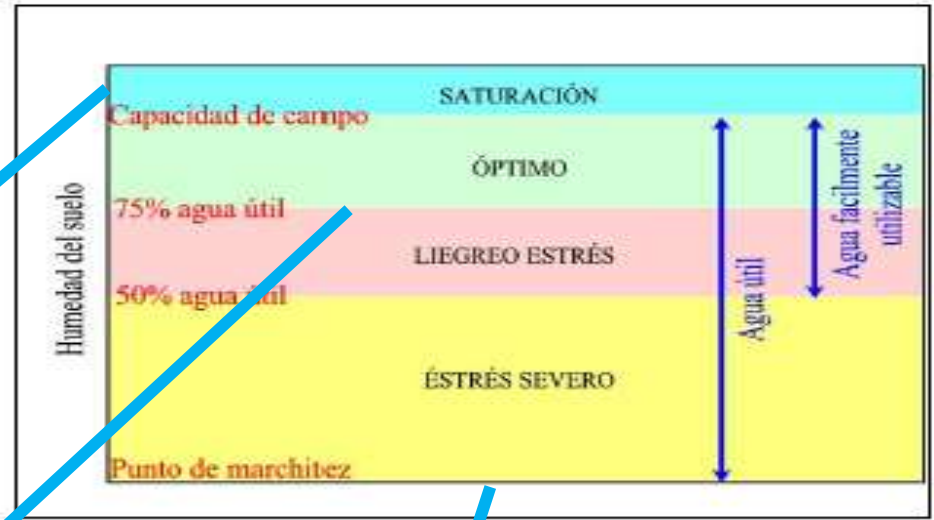 SATURACIÓN
Capacidad de campo
ÓPTIMO
75% agua útil
LIEGREO ESTRÉS
50% agua útil
ÉSTRÉS SEVERO
Punto de marchitez
Humedad del suelo
Agua útil
Agua facilmente
utilizable